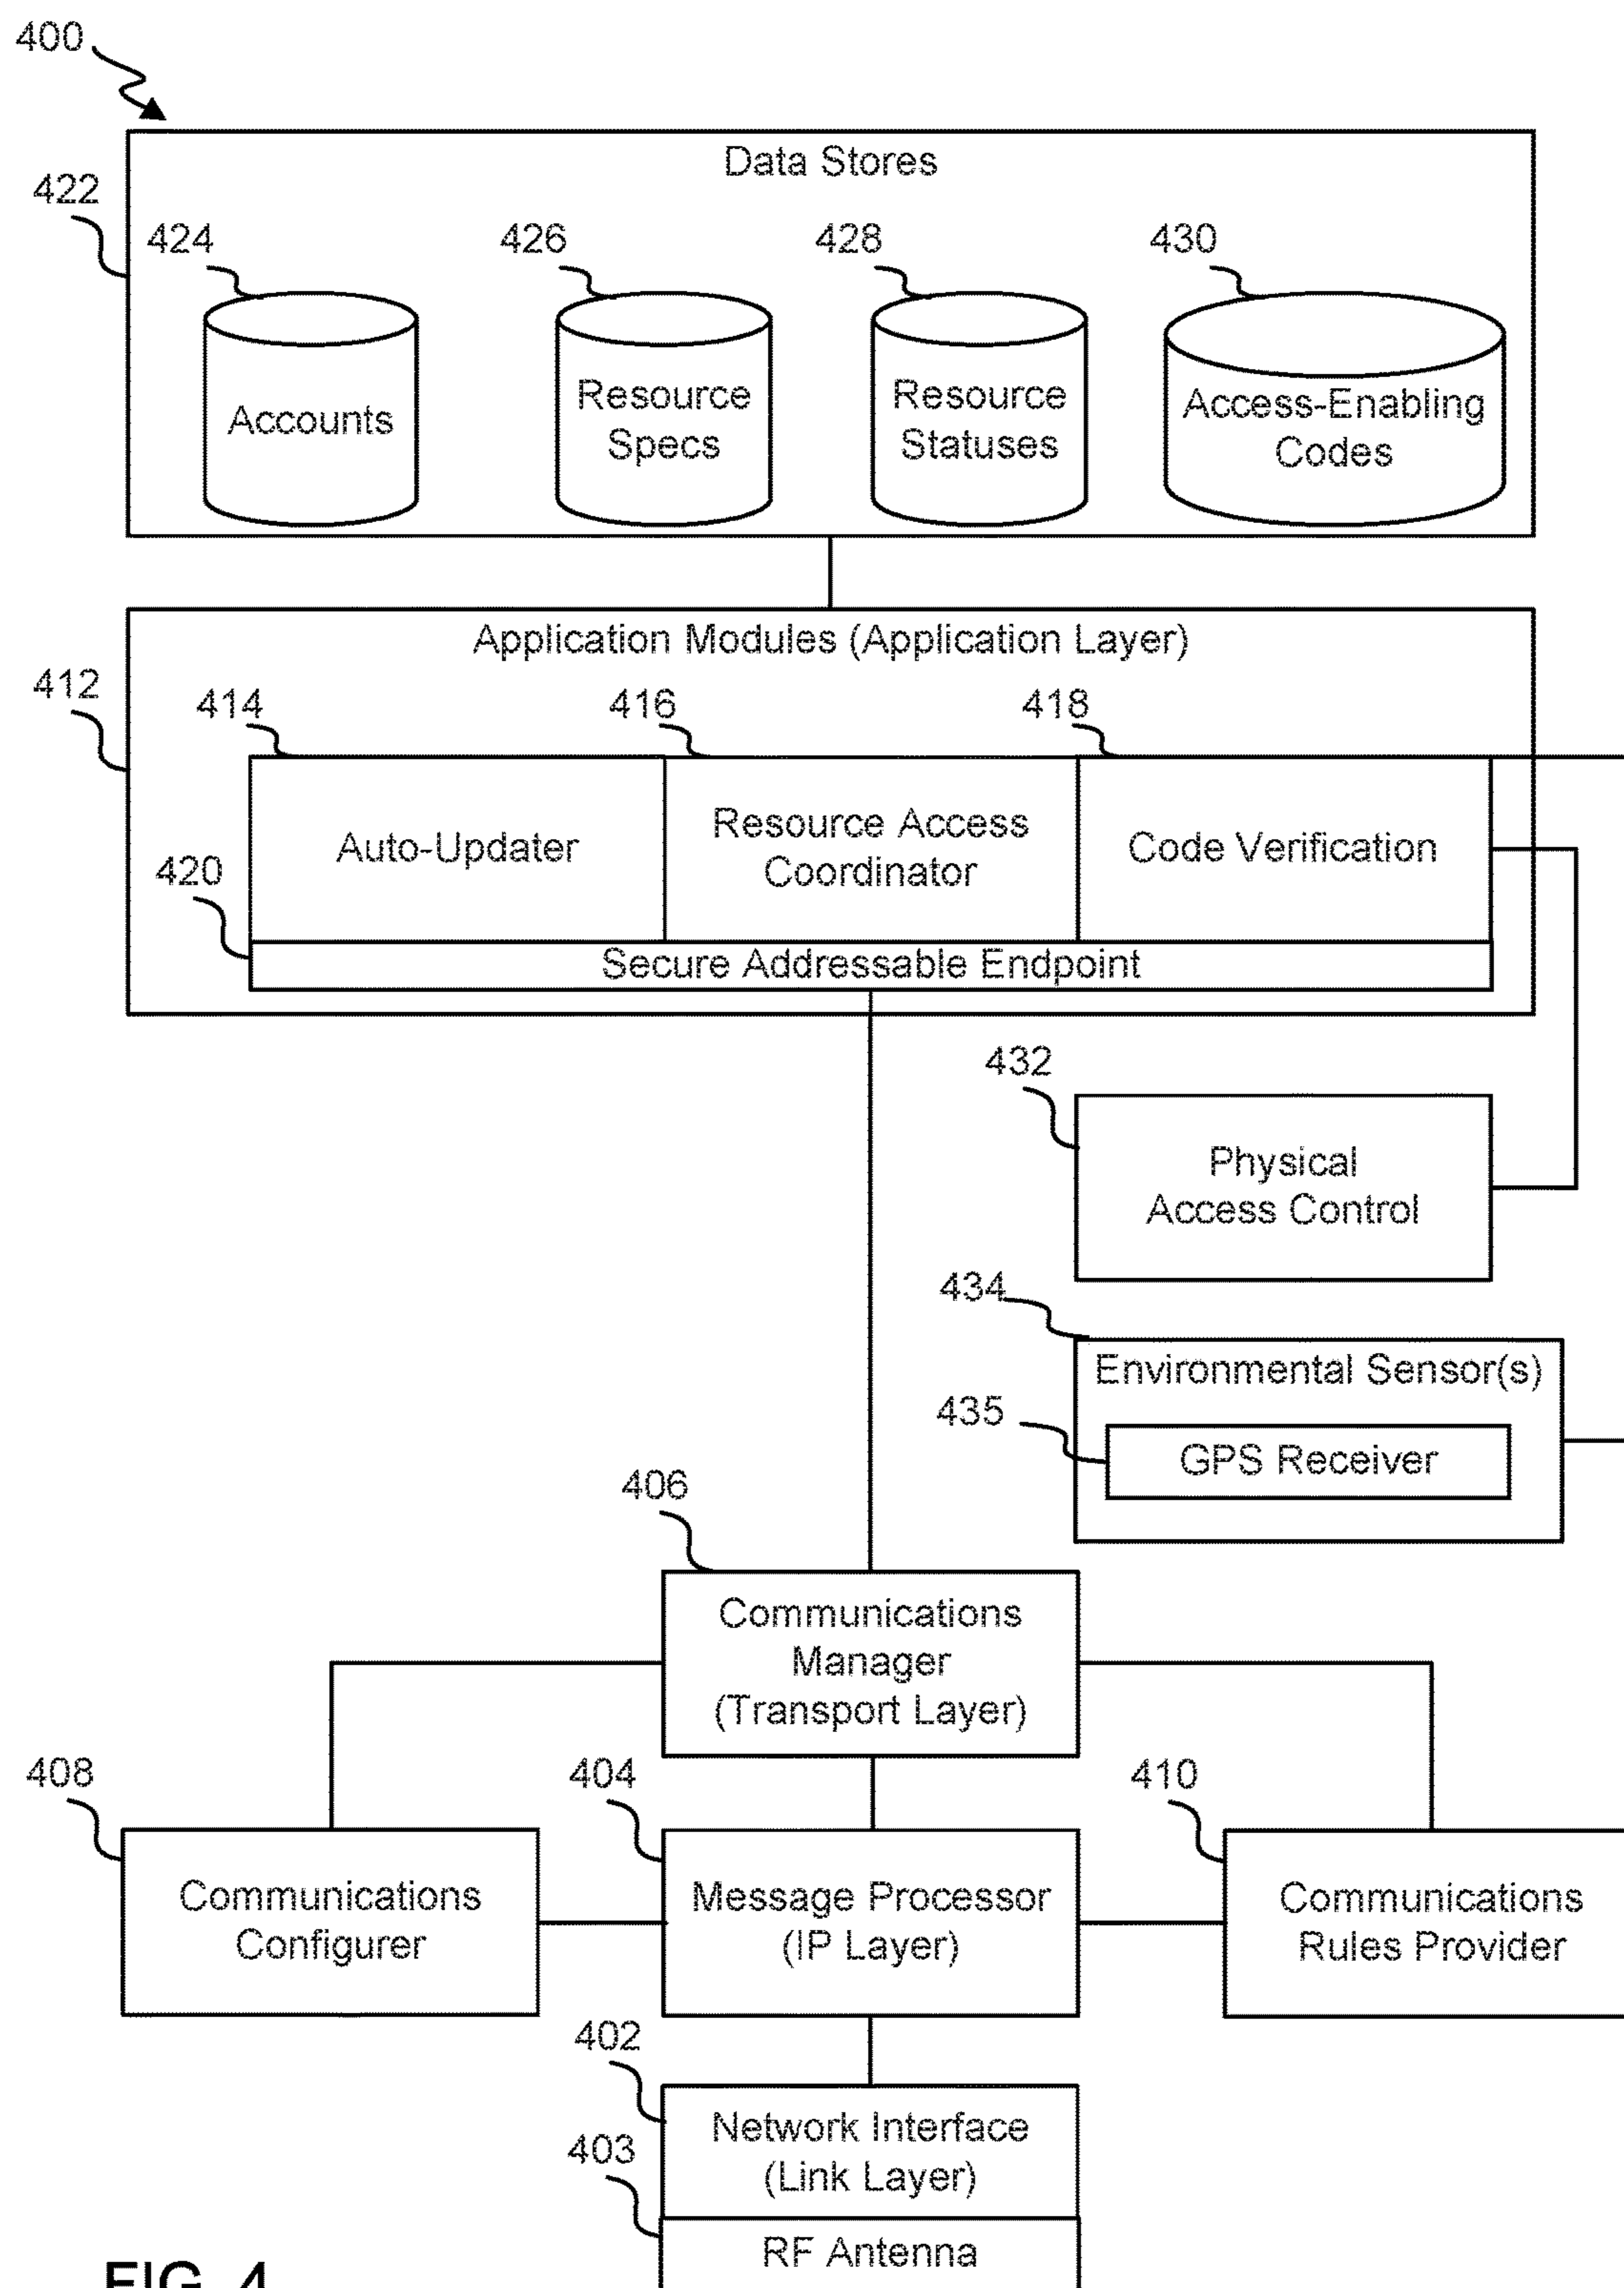 400
Data Stores
422
424
426
428
430
Accounts
Resource
Specs
Resource
Statuses
Access-Enabling
Codes
Application Modules (Application Layer)
412
414
416
418
Auto-Updater
Resource Access
Coordinator
Code Verification
420
Secure Addressable Endpoint
432
Physical
Access Control
434
Environmental Sensor(s)
435
GPS Receiver
406
Communications
Manager
(Transport Layer)
408
404
410
Communications
Configurer
Message Processor
(IP Layer)
Communications
Rules Provider
402
Network Interface
(Link Layer)
403
RF Antenna
FIG. 4